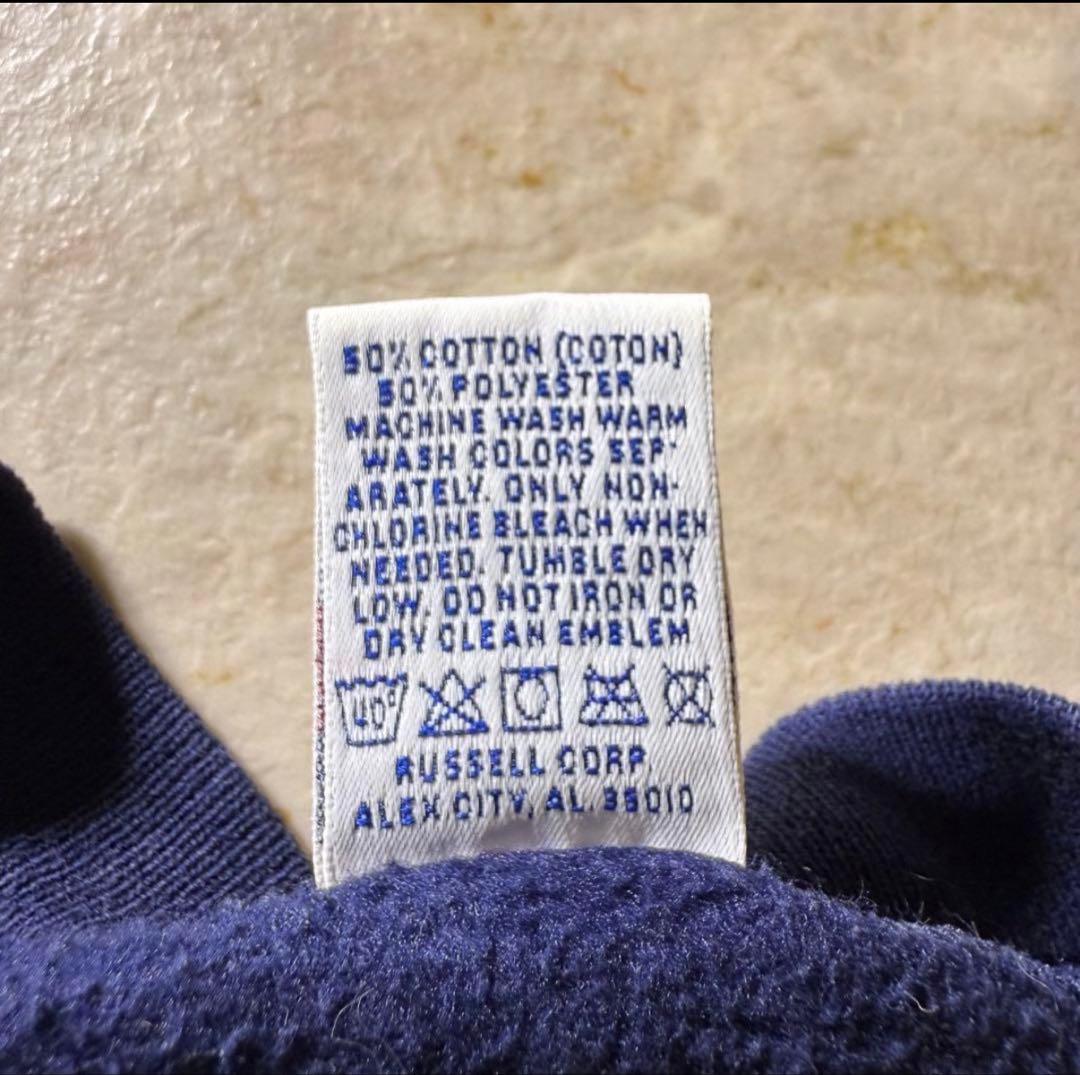 50% COTTON (COTON)
50% POLYESTER
MACHINE WASH WARM
WASH COLORS SEP-
ARATELY. ONLY NON-
CHLORINE BLEACH WHEN
NEEDED. TUMBLE DRY
LOW. DO NOT IRON OR
DRY CLEAN EMBLEM
40°
RUSSELL CORP.
ALEX CITY, AL. 35010